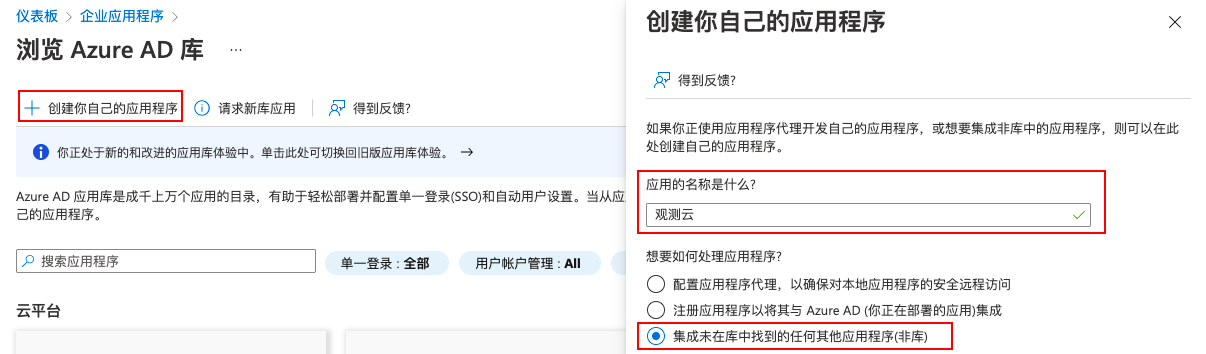 仪表板 > 企业应用程序 >
浏览 Azure AD 库 ···
+ 创建你自己的应用程序 请求新库应用 得到反馈?
你正处于新的和改进的应用库体验中。单击此处可切换回旧版应用库体验。 →
Azure AD 应用库是成千上万个应用的目录，有助于轻松部署并配置单一登录(SSO)和自动用户设置。当从应
己的应用程序。
搜索应用程序 单一登录 : 全部 用户帐户管理 : All
云平台
创建你自己的应用程序
得到反馈?
如果你正使用应用程序代理开发自己的应用程序，或想要集成非库中的应用程序，则可以在此
处创建自己的应用程序。
应用的名称是什么?
观测云
想要如何处理应用程序?
配置应用程序代理，以确保对本地应用程序的安全远程访问
注册应用程序以将其与 Azure AD (你正在部署的应用)集成
集成未在库中找到的任何其他应用程序(非库)